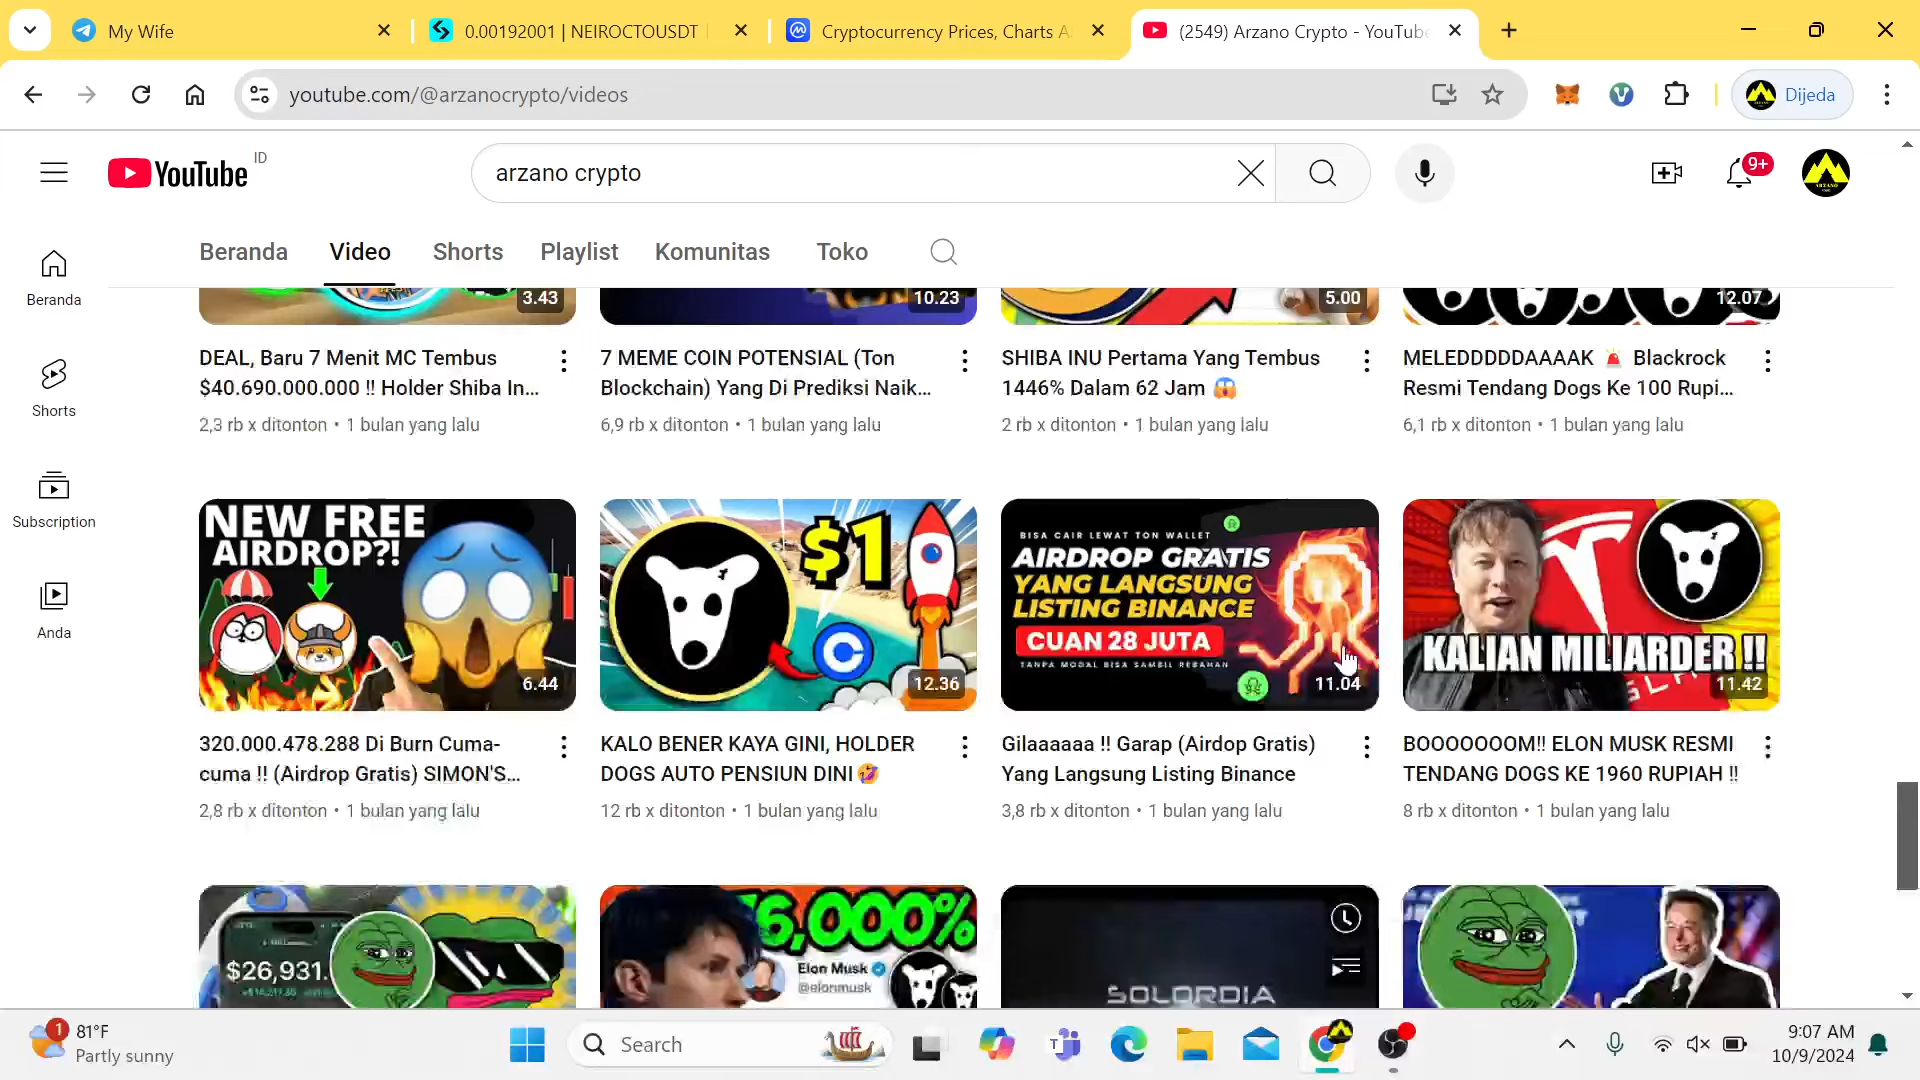 My Wife
0.00192001 | NEIROCTOUSDT
Cryptocurrency Prices, Charts A
(2549) Arzano Crypto - YouTube
youtube.com/@arzanocrypto/videos
Dijeda
YouTube ID
arzano crypto
9+
Beranda
Video
Shorts
Playlist
Komunitas
Toko
Beranda
Shorts
Subscription
Anda
3.43
10.23
5.00
12.07
DEAL, Baru 7 Menit MC Tembus
$40.690.000.000 !! Holder Shiba In...
2,3 rb x ditonton • 1 bulan yang lalu
7 MEME COIN POTENSIAL (Ton
Blockchain) Yang Di Prediksi Naik...
6,9 rb x ditonton • 1 bulan yang lalu
SHIBA INU Pertama Yang Tembus
1446% Dalam 62 Jam 😱
2 rb x ditonton • 1 bulan yang lalu
MELEDDDDDAAAAK 🚨 Blackrock
Resmi Tendang Dogs Ke 100 Rupi...
6,1 rb x ditonton • 1 bulan yang lalu
NEW FREE
AIRDROP?!
6.44
$1
12.36
BISA CAIR LEWAT TON WALLET
AIRDROP GRATIS
YANG LANGSUNG
LISTING BINANCE
CUAN 28 JUTA
TANPA MODAL BISA SAMBIL REBAHAN
11.04
KALIAN MILIARDER !!
11.42
320.000.478.288 Di Burn Cuma-
cuma !! (Airdrop Gratis) SIMON'S...
2,8 rb x ditonton • 1 bulan yang lalu
KALO BENER KAYA GINI, HOLDER
DOGS AUTO PENSIUN DINI🤣
12 rb x ditonton • 1 bulan yang lalu
Gilaaaaaa !! Garap (Airdop Gratis)
Yang Langsung Listing Binance
3,8 rb x ditonton • 1 bulan yang lalu
BOOOOOOOM!! ELON MUSK RESMI
TENDANG DOGS KE 1960 RUPIAH !!
8 rb x ditonton • 1 bulan yang lalu
$26,931.
6,000%
Elon Musk
@elonmusk
SOLORDIA
1
81°F
Partly sunny
Search
9:07 AM
10/9/2024